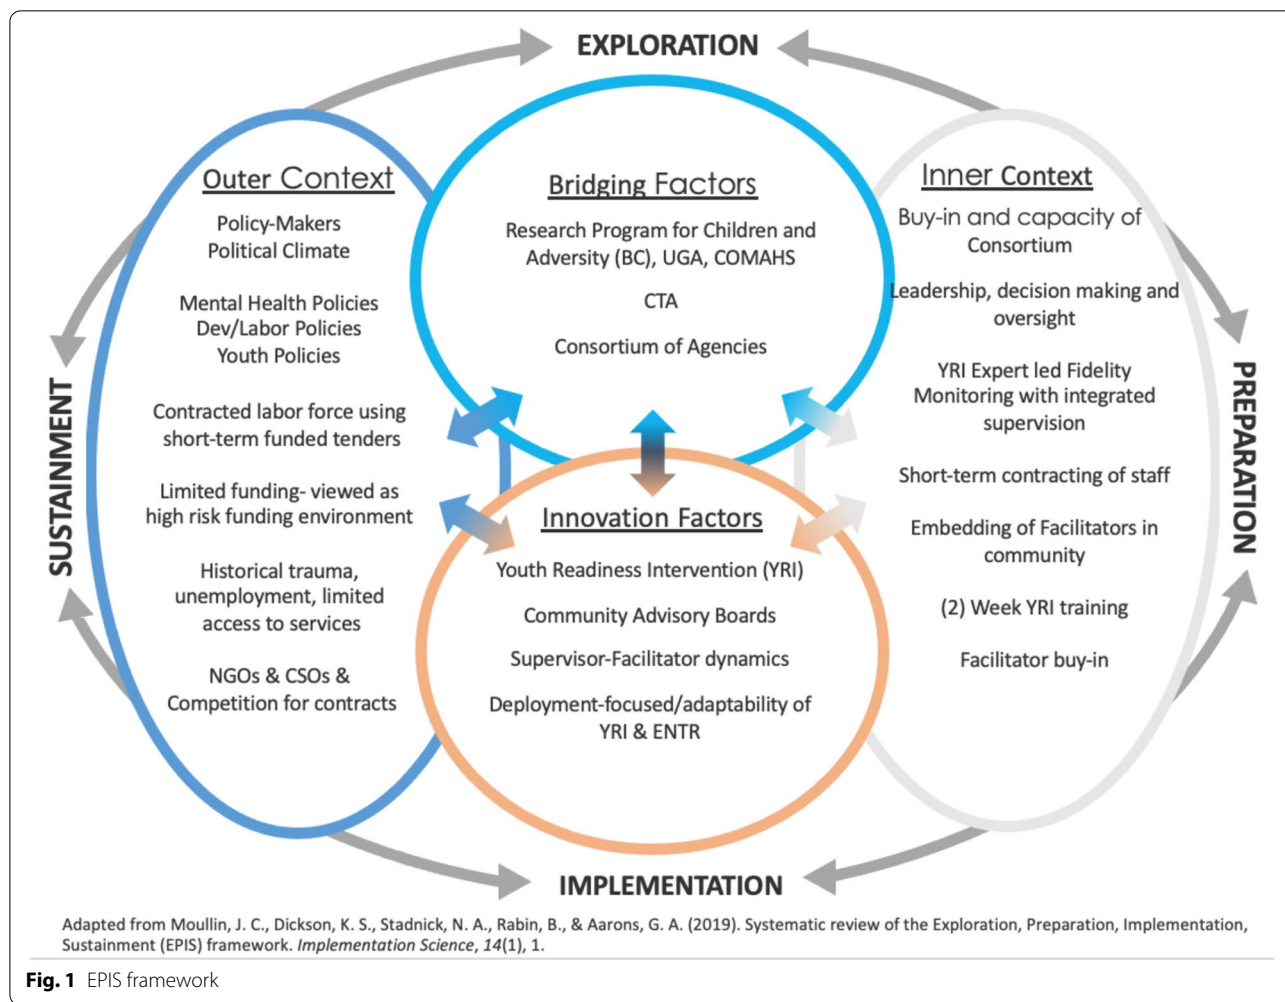 EXPLORATION
Outer Context
Policy-Makers
Political Climate
Mental Health Policies
Dev/Labor Policies
Youth Policies
Contracted labor force using
short-term funded tenders
Limited funding- viewed as
high risk funding environment
Historical trauma,
unemployment, limited
access to services
NGOs & CSOs &
Competition for contracts
Bridging Factors
Research Program for Children and
Adversity (BC), UGA, COMAHS
CTA
Consortium of Agencies
Innovation Factors
Youth Readiness Intervention (YRI)
Community Advisory Boards
Supervisor-Facilitator dynamics
Deployment-focused/adaptability of
YRI & ENTR
Inner Context
Buy-in and capacity of
Consortium
Leadership, decision making and
oversight
YRI Expert led Fidelity
Monitoring with integrated
supervision
Short-term contracting of staff
Embedding of Facilitators in
community
(2) Week YRI training
Facilitator buy-in
SUSTAINMENT
PREPARATION
IMPLEMENTATION
Adapted from Moullin, J. C., Dickson, K. S., Stadnick, N. A., Rabin, B., & Aarons, G. A. (2019). Systematic review of the Exploration, Preparation, Implementation,
Sustainment (EPIS) framework. Implementation Science, 14(1), 1.
Fig. 1 EPIS framework